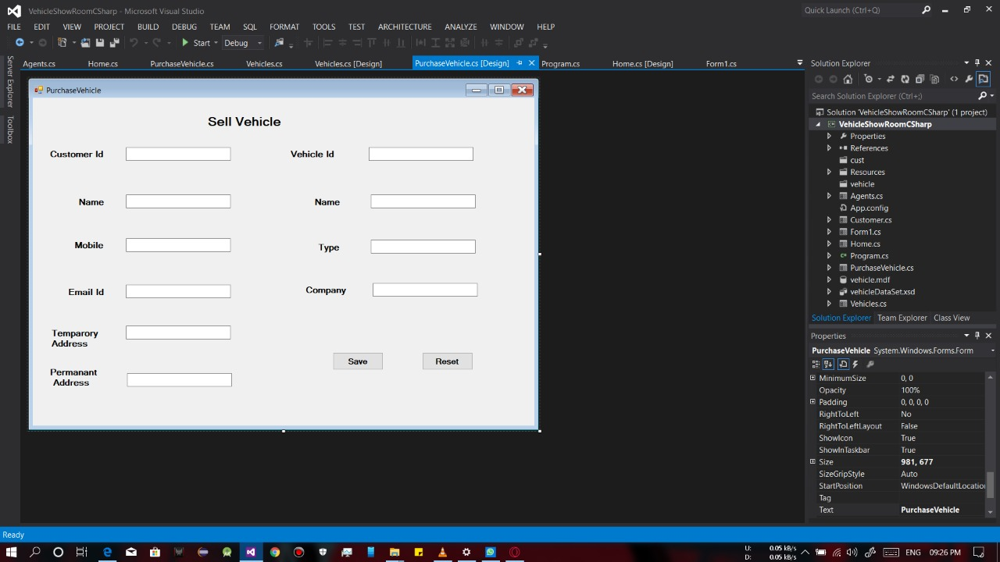 VehicleShowRoomCSharp - Microsoft Visual Studio
Quick Launch (Ctrl+Q)
FILE EDIT VIEW PROJECT BUILD DEBUG TEAM SQL FORMAT TOOLS TEST ARCHITECTURE ANALYZE WINDOW HELP
Start Debug
Server Explorer
Toolbox
Agents.cs Home.cs PurchaseVehicle.cs Vehicles.cs Vehicles.cs [Design] PurchaseVehicle.cs [Design] Program.cs Home.cs [Design] Form1.cs
PurchaseVehicle
Sell Vehicle
Customer Id
Vehicle Id
Name
Name
Mobile
Type
Email Id
Company
Temparory
Address
Save
Reset
Permanant
Address
Solution Explorer
Search Solution Explorer (Ctrl+;)
Solution 'VehicleShowRoomCSharp' (1 project)
VehicleShowRoomCSharp
Properties
References
cust
Resources
vehicle
Agents.cs
App.config
Customer.cs
Form1.cs
Home.cs
Program.cs
PurchaseVehicle.cs
vehicle.mdf
vehicleDataSet.xsd
Vehicles.cs
Solution Explorer Team Explorer Class View
Properties
PurchaseVehicle System.Windows.Forms.Form
MinimumSize 0, 0
Opacity 100%
Padding 0, 0, 0, 0
RightToLeft No
RightToLeftLayout False
ShowIcon True
ShowInTaskbar True
Size 981, 677
SizeGripStyle Auto
StartPosition WindowsDefaultLocation
Tag
Text PurchaseVehicle
Ready
U: 0.05 kB/s
D: 0.05 kB/s
ENG 09:26 PM